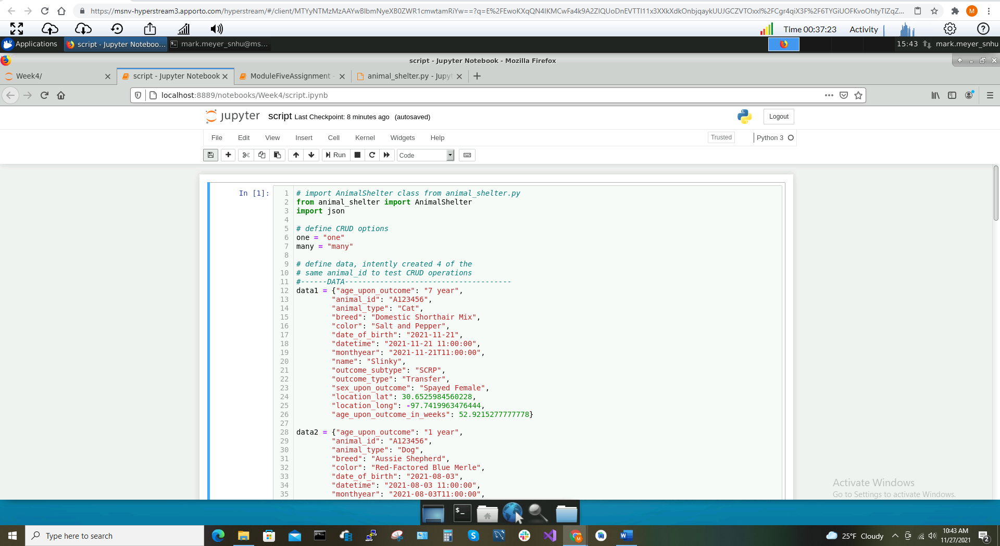 https://msnv-hyperstream3.apporto.com/hyperstream/#/client/
Time 00:37:23 Activity
Applications script - Jupyter Noteboo... mark.meyer_snhu@ms... 15:43 mark.meyer_snhu
script - Jupyter Notebook - Mozilla Firefox
Week4/ script - Jupyter Notebook ModuleFiveAssignment - animal_shelter.py - Jupyt
localhost:8889/notebooks/Week4/script.ipynb
jupyter script Last Checkpoint: 8 minutes ago (autosaved) Logout
File Edit View Insert Cell Kernel Widgets Help Trusted Python 3
Run Code
In [1]:
1 # import AnimalShelter class from animal_shelter.py
2 from animal_shelter import AnimalShelter
3 import json
4
5 # define CRUD options
6 one = "one"
7 many = "many"
8
9 # define data, intently created 4 of the
10 # same animal_id to test CRUD operations
11 #------DATA--------------------------------------
12 data1 = {"age_upon_outcome": "7 year",
13 "animal_id": "A123456",
14 "animal_type": "Cat",
15 "breed": "Domestic Shorthair Mix",
16 "color": "Salt and Pepper",
17 "date_of_birth": "2021-11-21",
18 "datetime": "2021-11-21 11:00:00",
19 "monthyear": "2021-11-21T11:00:00",
20 "name": "Slinky",
21 "outcome_subtype": "SCRP",
22 "outcome_type": "Transfer",
23 "sex_upon_outcome": "Spayed Female",
24 "location_lat": 30.6525984560228,
25 "location_long": -97.7419963476444,
26 "age_upon_outcome_in_weeks": 52.9215277777778}
27
28 data2 = {"age_upon_outcome": "1 year",
29 "animal_id": "A123456",
30 "animal_type": "Dog",
31 "breed": "Aussie Shepherd",
32 "color": "Red-Factored Blue Merle",
33 "date_of_birth": "2021-08-03",
34 "datetime": "2021-08-03 11:00:00",
35 "monthyear": "2021-08-03T11:00:00",
Activate Windows
Go to Settings to activate Windows.
Type here to search
25°F Cloudy
10:43 AM
11/27/2021
2